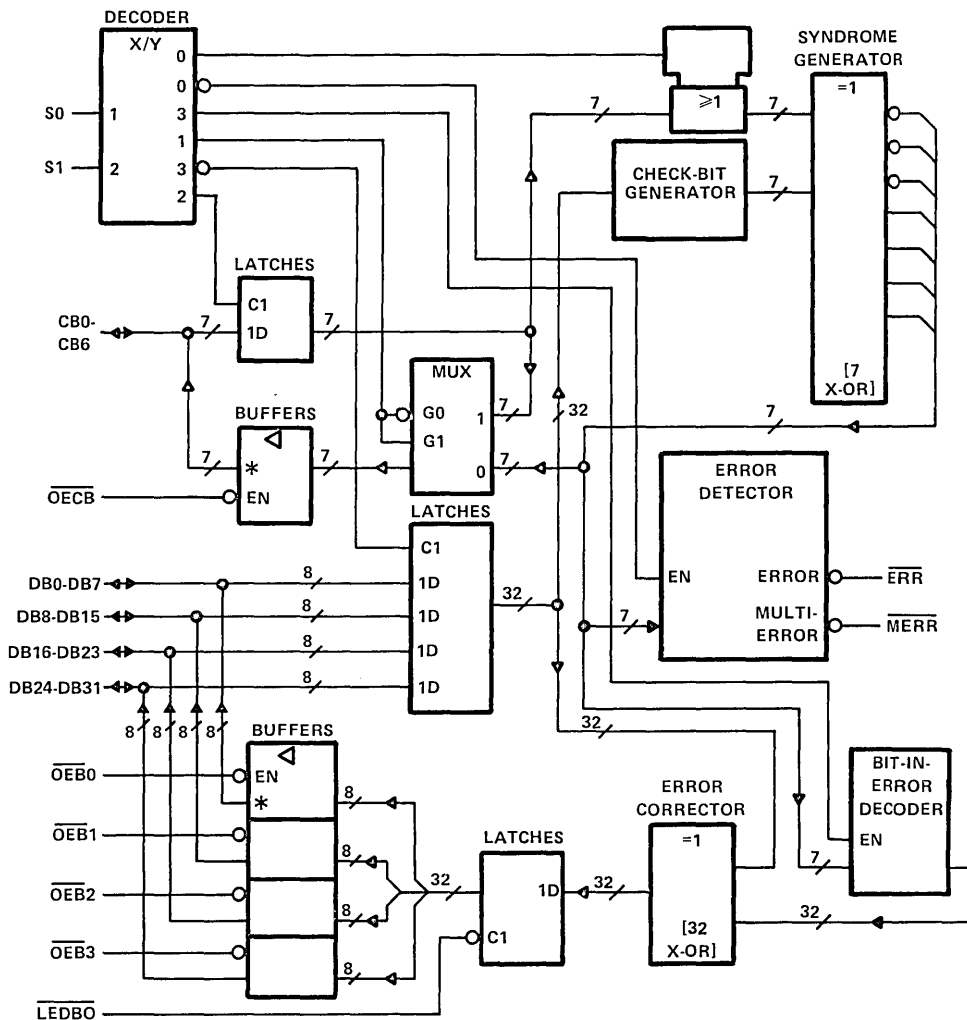 DECODER
X/Y
0
0
3
1
3
2
S0
1
S1
2
≥1
7
7
SYNDROME
GENERATOR
=1
[7
X-OR]
CHECK-BIT
GENERATOR
7
LATCHES
C1
1D
CB0-
CB6
7
7
MUX
G0
G1
1
0
7
7
32
7
BUFFERS
*
EN
7
7
OECB
LATCHES
C1
1D
1D
1D
1D
DB0-DB7
8
DB8-DB15
8
DB16-DB23
8
DB24-DB31
8
32
ERROR
DETECTOR
EN
ERROR
MULTI-
ERROR
7
ERR
MERR
8
8
8
8
32
BUFFERS
EN
*
OEB0
OEB1
OEB2
OEB3
LEDBO
8
8
8
8
32
LATCHES
1D
C1
32
ERROR
CORRECTOR
=1
[32
X-OR]
BIT-IN-
ERROR
DECODER
EN
7
32